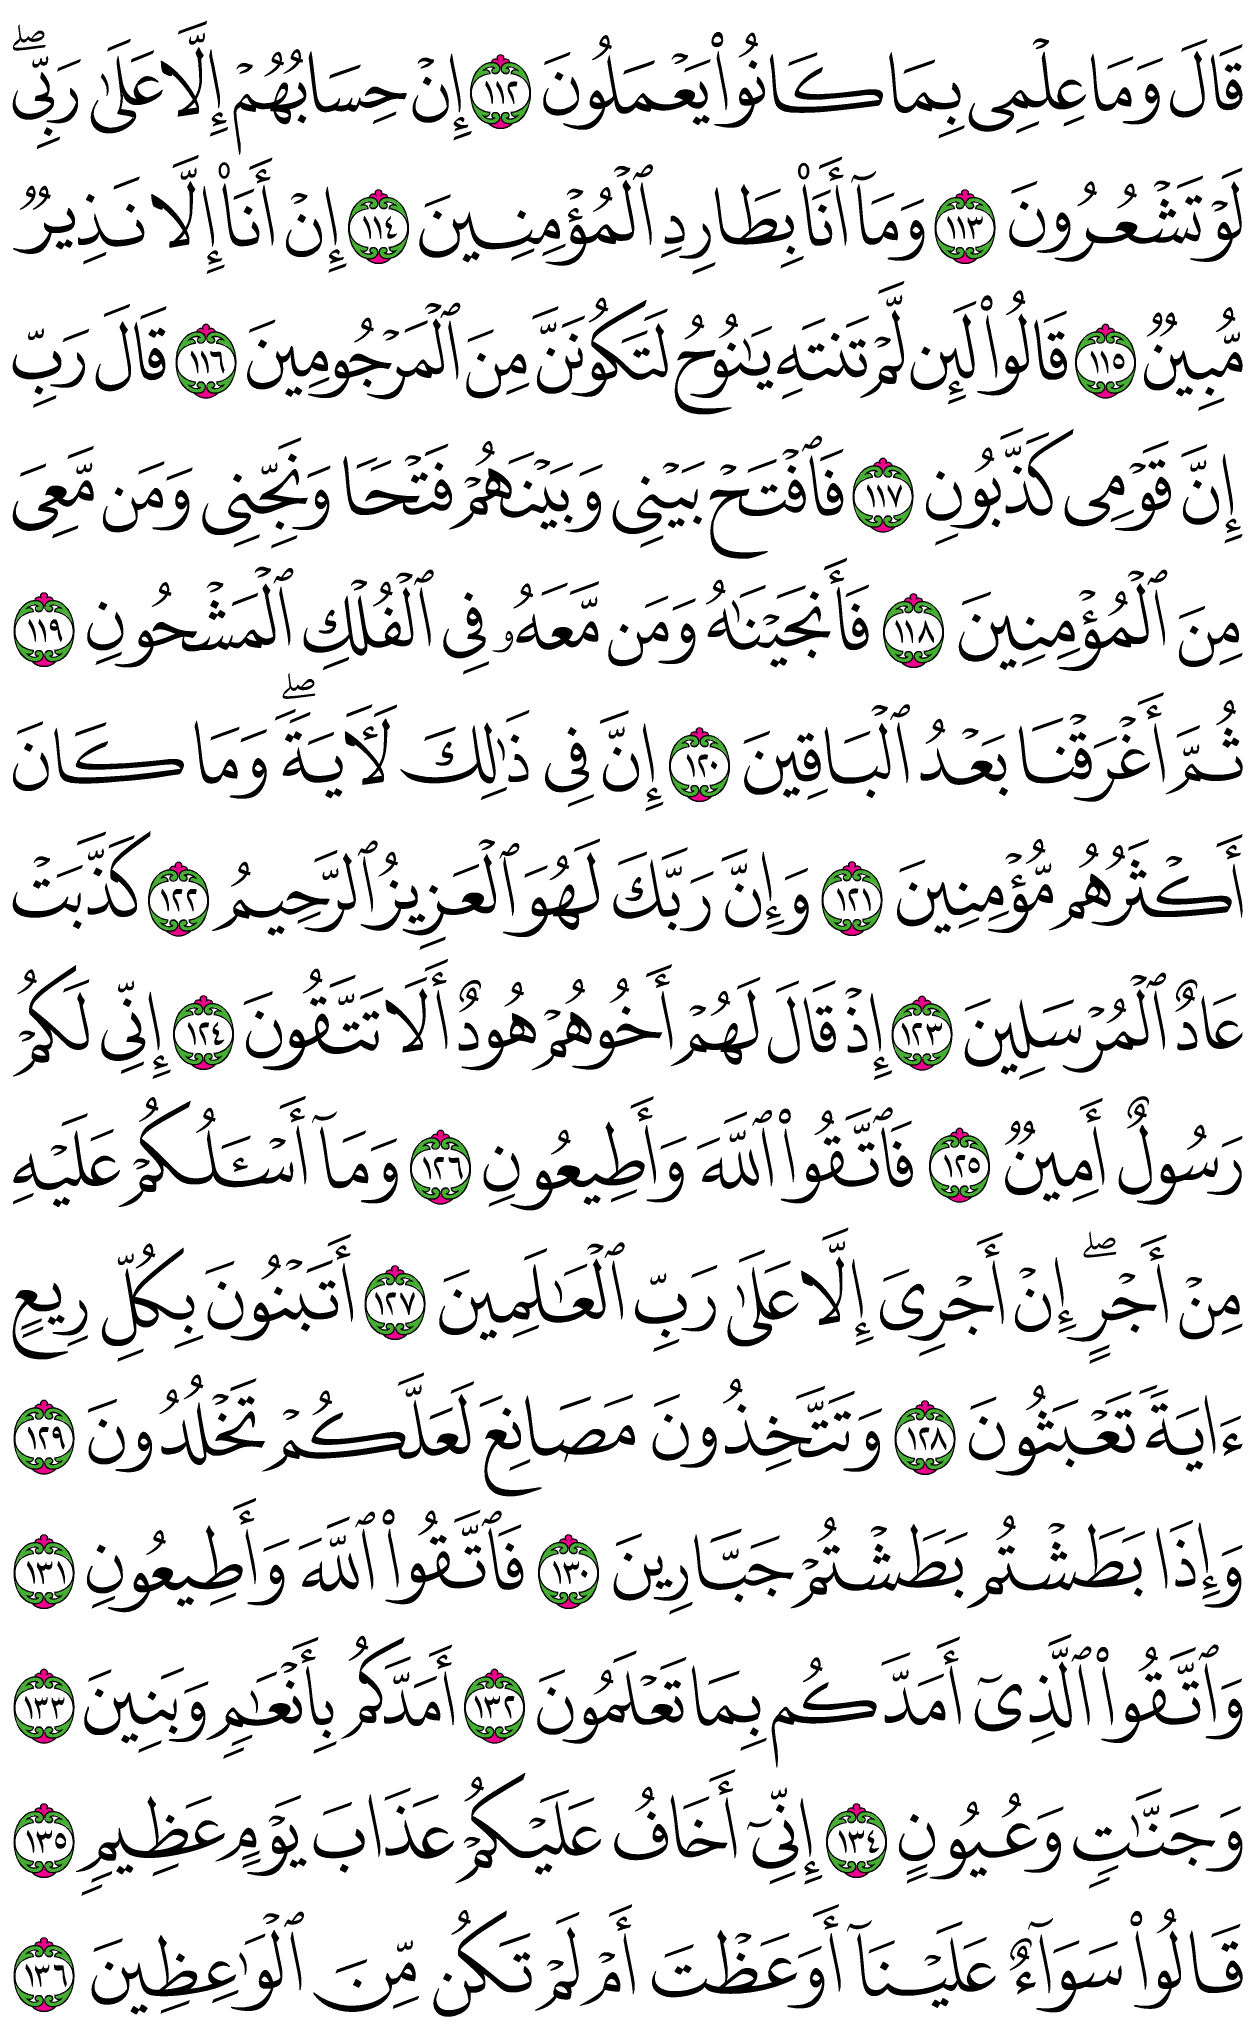 قَالَ وَمَا عِلْمِى بِمَا كَانُوا۟ يَعْمَلُونَ ١١٢ إِنْ حِسَابُهُمْ إِلَّا عَلَىٰ رَبِّى ۖ
لَوْ تَشْعُرُونَ ١١٣ وَمَآ أَنَا۠ بِطَارِدِ ٱلْمُؤْمِنِينَ ١١٤ إِنْ أَنَا۠ إِلَّا نَذِيرٌ
مُّبِينٌ ١١٥ قَالُوا۟ لَئِن لَّمْ تَنتَهِ يَـٰنُوحُ لَتَكُونَنَّ مِنَ ٱلْمَرْجُومِينَ ١١٦ قَالَ رَبِّ
إِنَّ قَوْمِى كَذَّبُونِ ١١٧ فَٱفْتَحْ بَيْنِى وَبَيْنَهُمْ فَتْحًا وَنَجِّنِى وَمَن مَّعِىَ
مِنَ ٱلْمُؤْمِنِينَ ١١٨ فَأَنجَيْنَـٰهُ وَمَن مَّعَهُۥ فِى ٱلْفُلْكِ ٱلْمَشْحُونِ ١١٩
ثُمَّ أَغْرَقْنَا بَعْدُ ٱلْبَاقِينَ ١٢٠ إِنَّ فِى ذَٰلِكَ لَـَٔايَةً ۖ وَمَا كَانَ
أَكْثَرُهُم مُّؤْمِنِينَ ١٢١ وَإِنَّ رَبَّكَ لَهُوَ ٱلْعَزِيزُ ٱلرَّحِيمُ ١٢٢ كَذَّبَتْ
عَادٌ ٱلْمُرْسَلِينَ ١٢٣ إِذْ قَالَ لَهُمْ أَخُوهُمْ هُودٌ أَلَا تَتَّقُونَ ١٢٤ إِنِّى لَكُمْ
رَسُولٌ أَمِينٌ ١٢٥ فَٱتَّقُوا۟ ٱللَّهَ وَأَطِيعُونِ ١٢٦ وَمَآ أَسْـَٔلُكُمْ عَلَيْهِ
مِنْ أَجْرٍ ۖ إِنْ أَجْرِىَ إِلَّا عَلَىٰ رَبِّ ٱلْعَـٰلَمِينَ ١٢٧ أَتَبْنُونَ بِكُلِّ رِيعٍ
ءَايَةً تَعْبَثُونَ ١٢٨ وَتَتَّخِذُونَ مَصَانِعَ لَعَلَّكُمْ تَخْلُدُونَ ١٢٩
وَإِذَا بَطَشْتُم بَطَشْتُمْ جَبَّارِينَ ١٣٠ فَٱتَّقُوا۟ ٱللَّهَ وَأَطِيعُونِ ١٣١
وَٱتَّقُوا۟ ٱلَّذِىٓ أَمَدَّكُم بِمَا تَعْلَمُونَ ١٣٢ أَمَدَّكُم بِأَنْعَـٰمٍ وَبَنِينَ ١٣٣
وَجَنَّـٰتٍ وَعُيُونٍ ١٣٤ إِنِّىٓ أَخَافُ عَلَيْكُمْ عَذَابَ يَوْمٍ عَظِيمٍ ١٣٥
قَالُوا۟ سَوَآءٌ عَلَيْنَآ أَوَعَظْتَ أَمْ لَمْ تَكُن مِّنَ ٱلْوَٰعِظِينَ ١٣٦